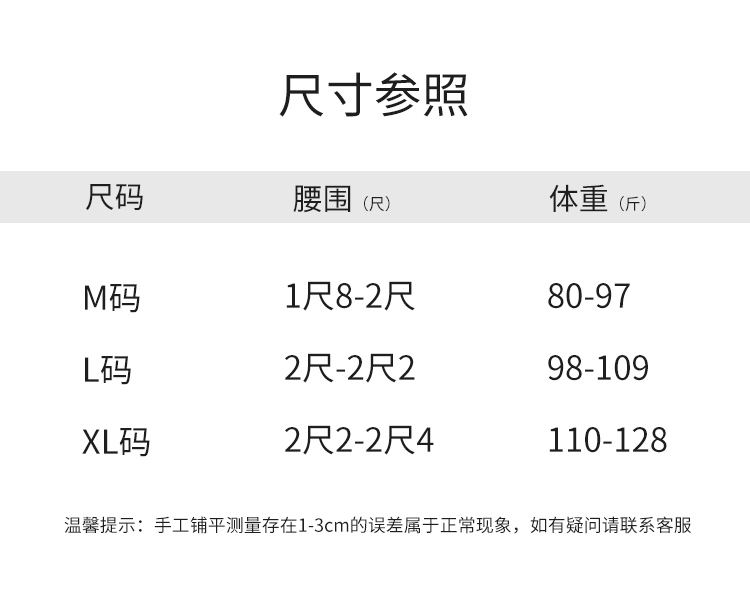 尺寸参照
尺码 腰围（尺） 体重（斤）
M码 1尺8-2尺 80-97
L码 2尺-2尺2 98-109
XL码 2尺2-2尺4 110-128
温馨提示：手工铺平测量存在1-3cm的误差属于正常现象，如有疑问请联系客服